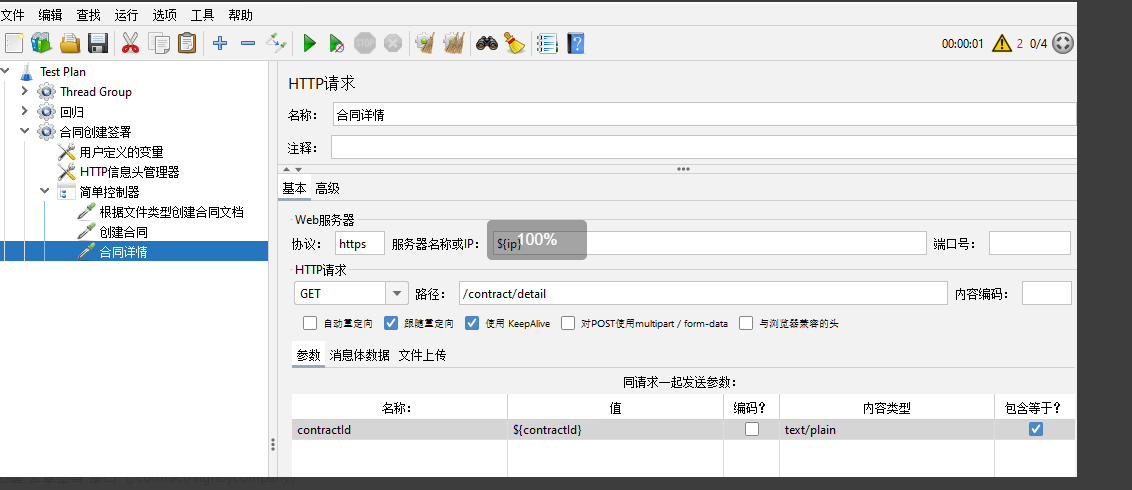 文件 编辑 查找 运行 选项 工具 帮助
STOP 00:00:01 2 0/4
Test Plan
Thread Group
回归
合同创建签署
用户定义的变量
HTTP信息头管理器
简单控制器
根据文件类型创建合同文档
创建合同
合同详情
HTTP请求
名称： 合同详情
注释：
基本 高级
Web服务器
协议： https 服务器名称或IP： ${ip} 端口号：
100%
HTTP请求
GET 路径： /contract/detail 内容编码：
自动重定向 跟随重定向 使用 KeepAlive 对POST使用multipart / form-data 与浏览器兼容的头
参数 消息体数据 文件上传
同请求一起发送参数：
名称： 值 编码？ 内容类型 包含等于？
contractId ${contractId} text/plain